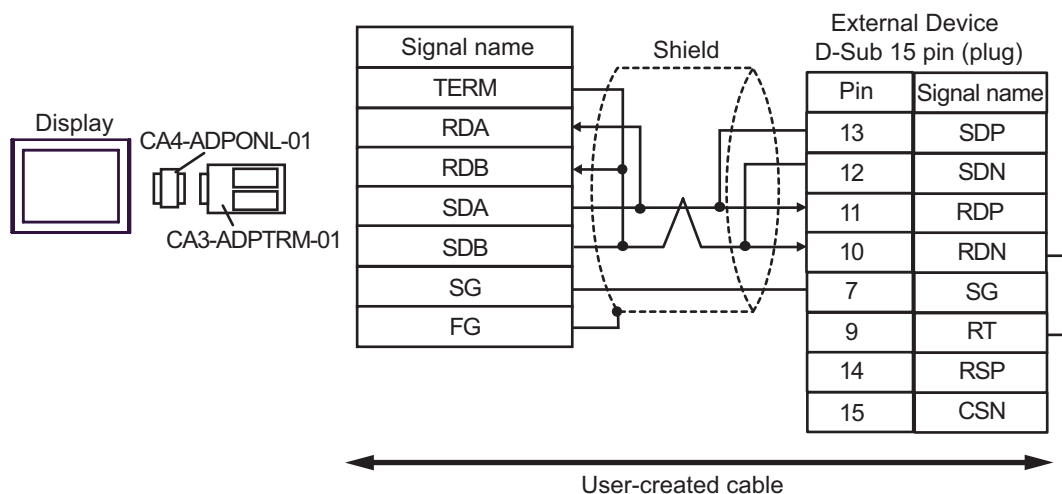 Display
CA4-ADPONL-01
CA3-ADPTRM-01
Signal name
TERM
RDA
RDB
SDA
SDB
SG
FG
Shield
External Device
D-Sub 15 pin (plug)
Pin Signal name
13 SDP
12 SDN
11 RDP
10 RDN
7 SG
9 RT
14 RSP
15 CSN
User-created cable